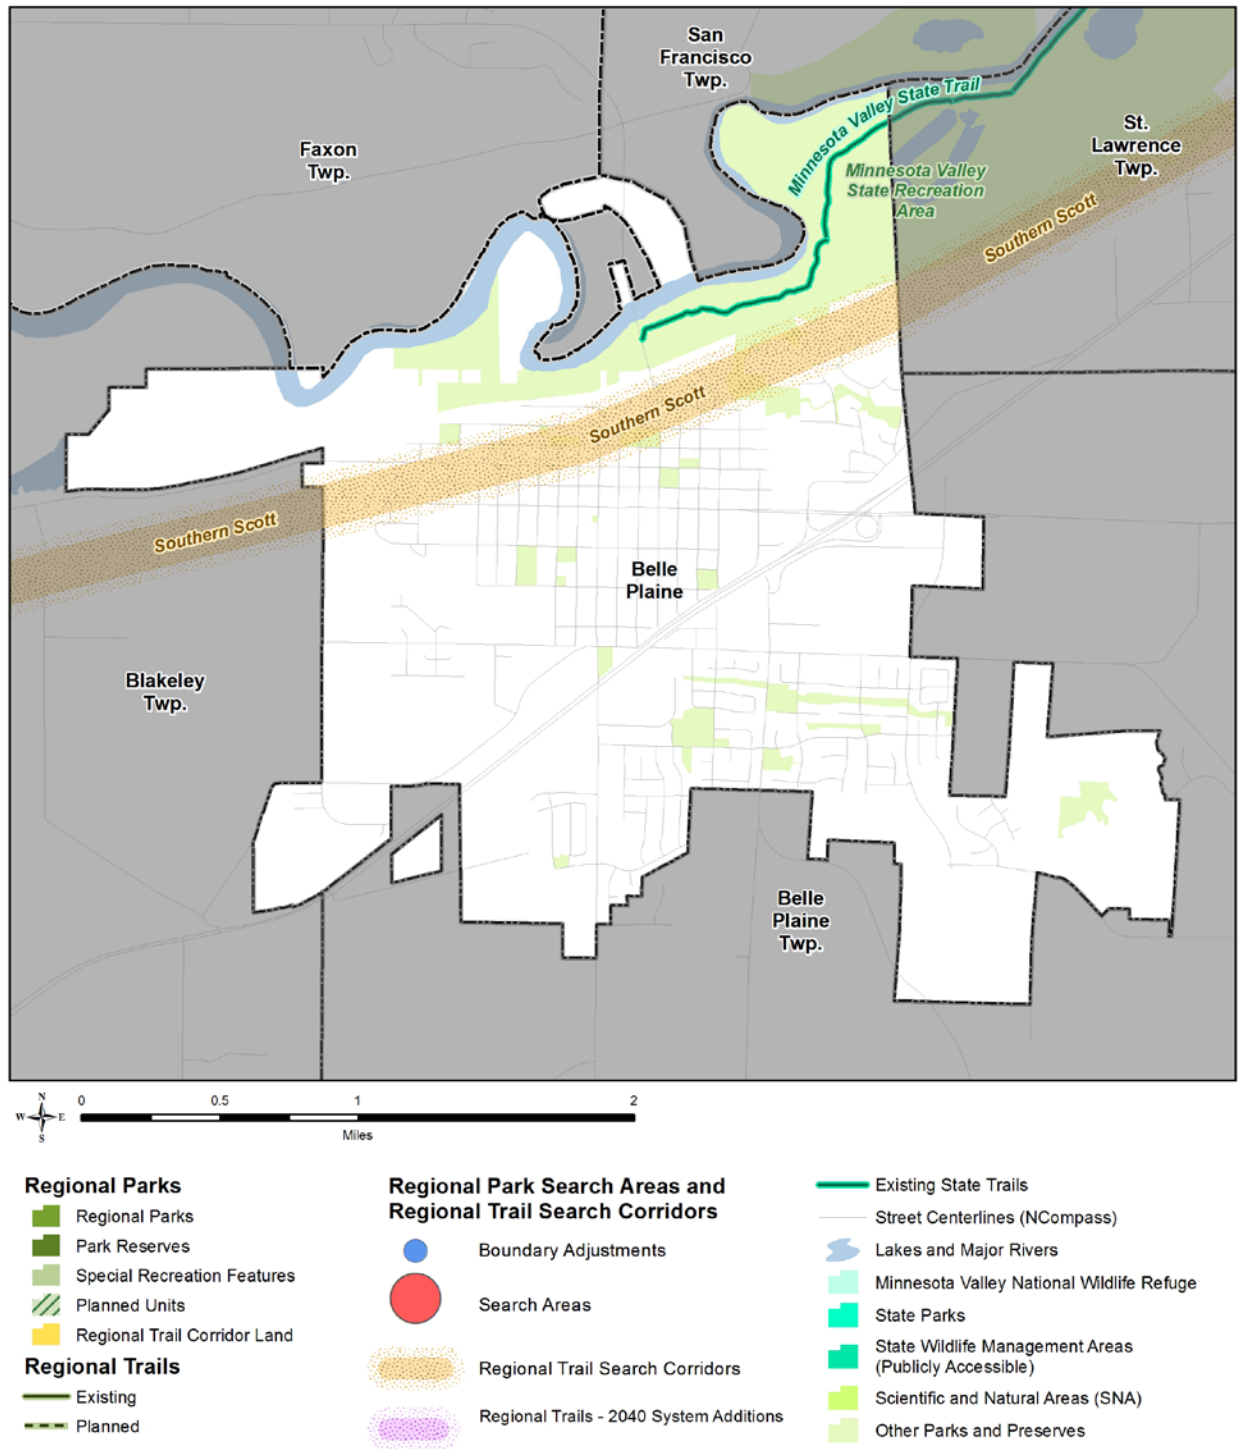 San
Francisco
Twp.
Minnesota Valley State Trail
St.
Lawrence
Twp.
Faxon
Twp.
Minnesota Valley
State Recreation
Area
Southern Scott
Southern Scott
Southern Scott
Belle
Plaine
Blakeley
Twp.
Belle
Plaine
Twp.
N
W E
S
0 0.5 1 2
Miles
Regional Parks
Regional Parks
Park Reserves
Special Recreation Features
Planned Units
Regional Trail Corridor Land
Regional Trails
Existing
Planned
Regional Park Search Areas and
Regional Trail Search Corridors
Boundary Adjustments
Search Areas
Regional Trail Search Corridors
Regional Trails - 2040 System Additions
Existing State Trails
Street Centerlines (NCompass)
Lakes and Major Rivers
Minnesota Valley National Wildlife Refuge
State Parks
State Wildlife Management Areas
(Publicly Accessible)
Scientific and Natural Areas (SNA)
Other Parks and Preserves